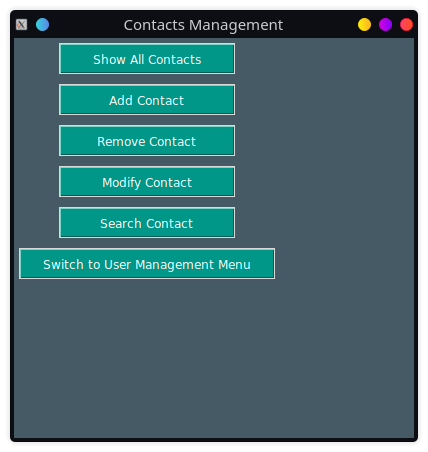 Contacts Management
Show All Contacts
Add Contact
Remove Contact
Modify Contact
Search Contact
Switch to User Management Menu